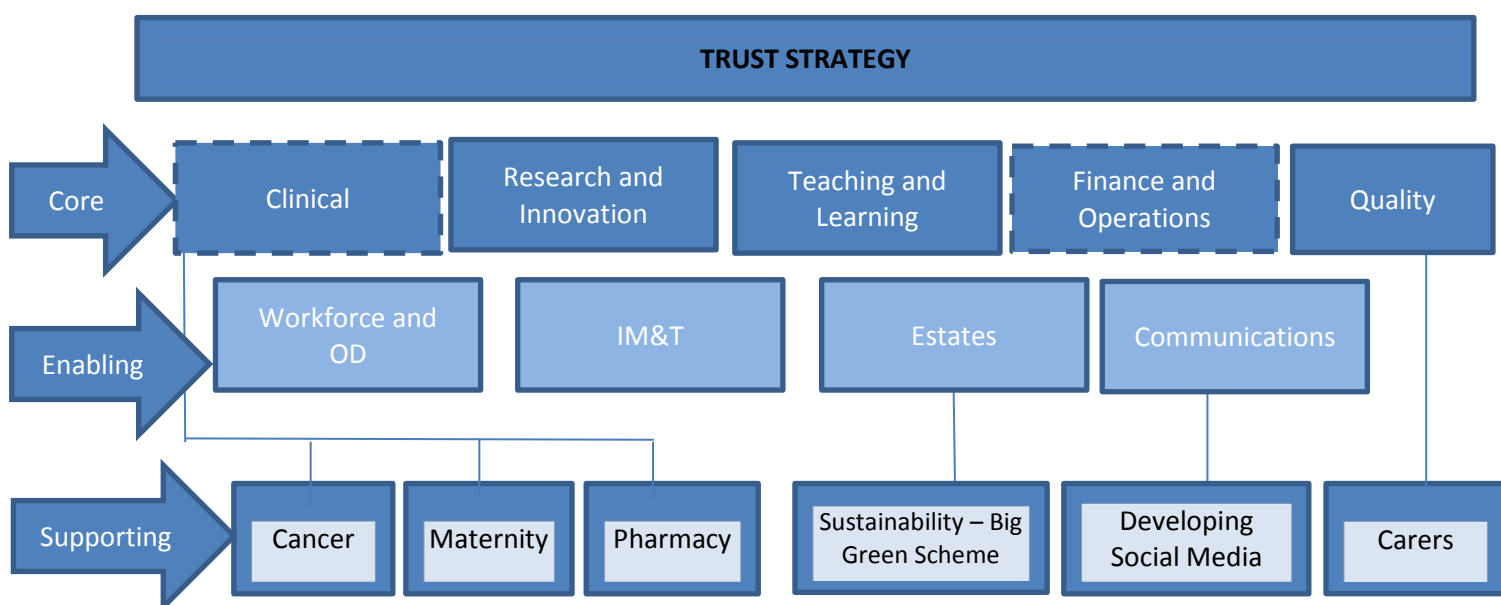 TRUST STRATEGY
Core
Clinical
Research and
Innovation
Teaching and
Learning
Finance and
Operations
Quality
Enabling
Workforce and
OD
IM&T
Estates
Communications
Supporting
Cancer
Maternity
Pharmacy
Sustainability – Big
Green Scheme
Developing
Social Media
Carers